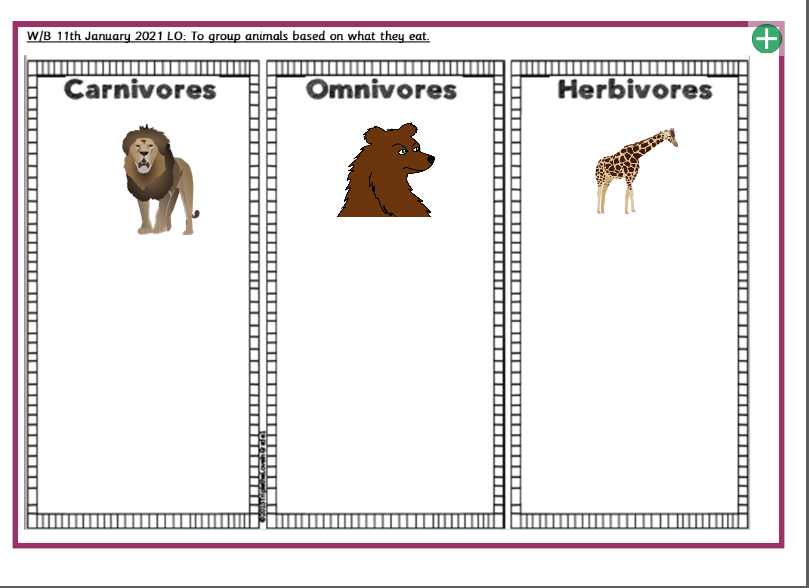 W/B 11th January 2021 LO: To group animals based on what they eat.
Carnivores
Omnivores
Herbivores